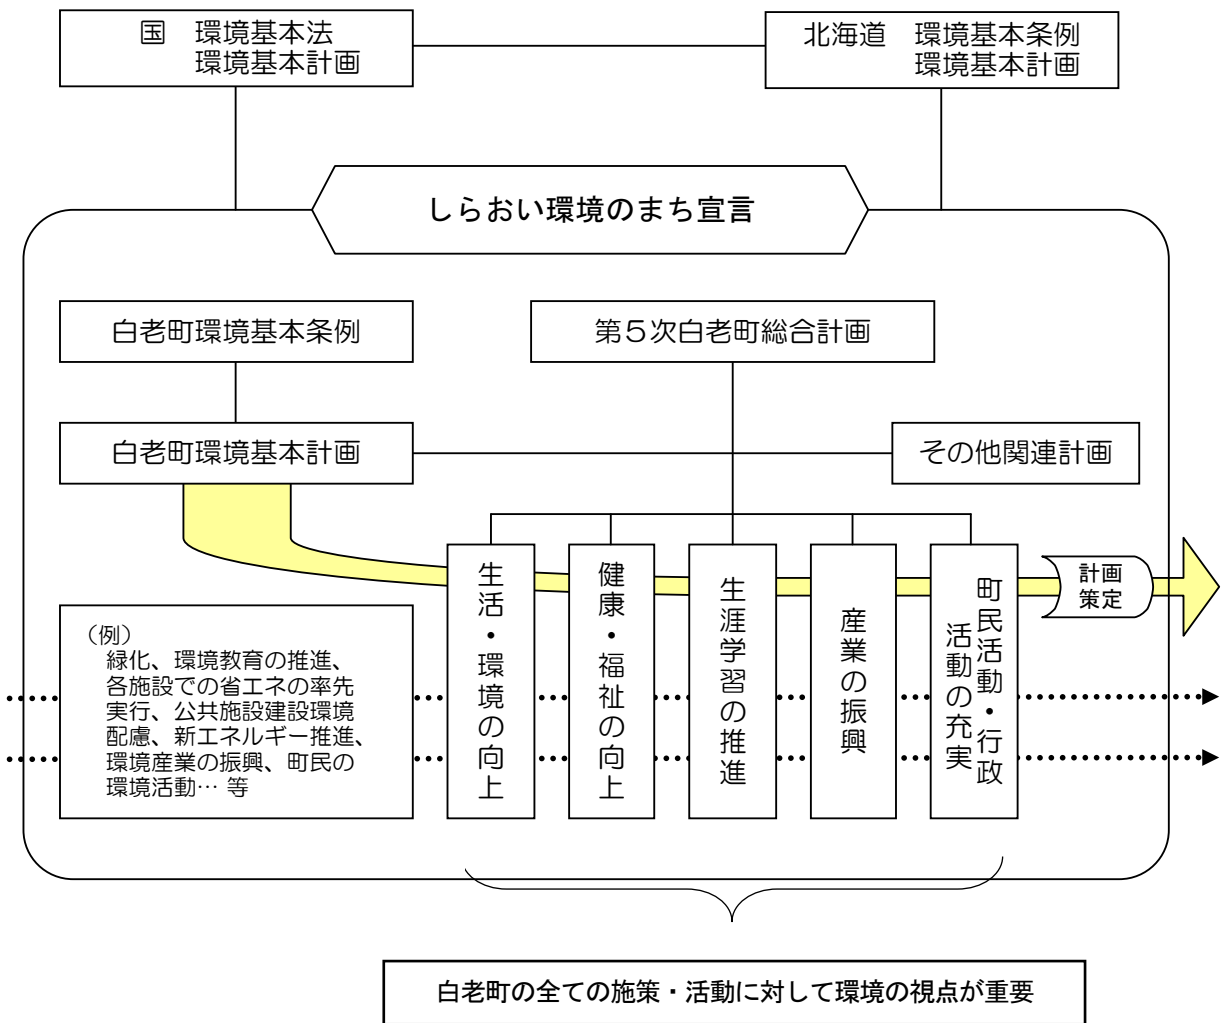 国 環境基本法
環境基本計画
北海道 環境基本条例
環境基本計画
しらおい環境のまち宣言
白老町環境基本条例
第5次白老町総合計画
白老町環境基本計画
その他関連計画
計画
策定
(例)
緑化、環境教育の推進、
各施設での省エネの率先
実行、公共施設建設環境
配慮、新エネルギー推進、
環境産業の振興、町民の
環境活動… 等
生活・環境の向上
健康・福祉の向上
生涯学習の推進
産業の振興
町民活動・行政
活動の充実
白老町の全ての施策・活動に対して環境の視点が重要